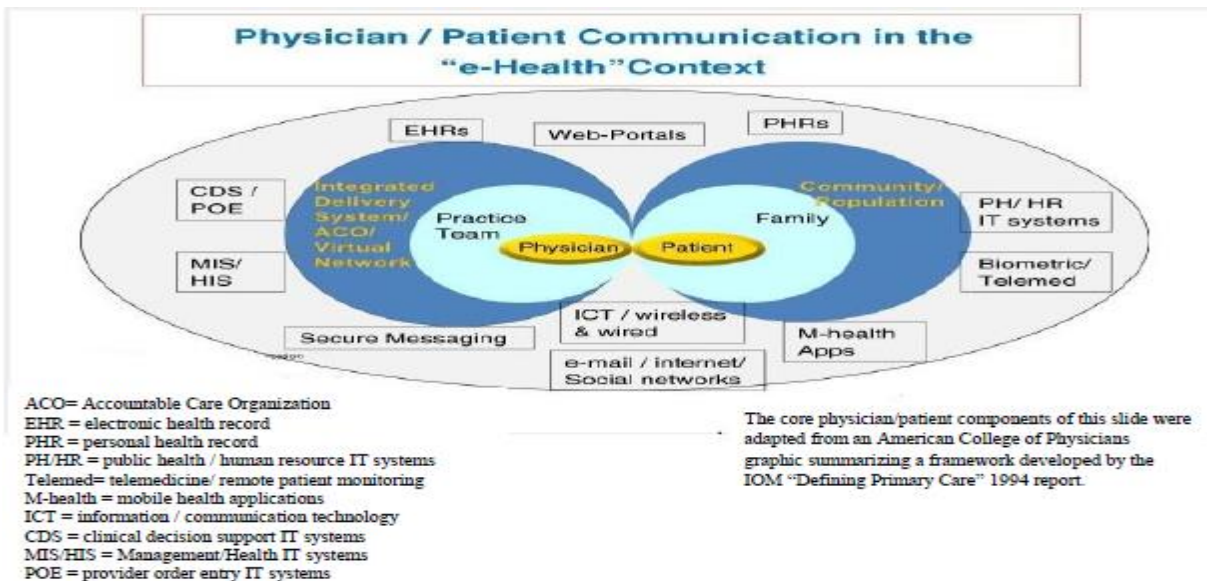 Physician / Patient Communication in the
“e-Health”Context
EHRs
Web-Portals
PHRs
CDS /
POE
Integrated
Delivery
System/
ACO/
Virtual
Network
Practice
Team
Physician
Patient
Family
Community/
Population
PH/ HR
IT systems
MIS/
HIS
Biometric/
Telemed
Secure Messaging
ICT / wireless
& wired
M-health
Apps
e-mail / internet/
Social networks
ACO= Accountable Care Organization
EHR = electronic health record
PHR = personal health record
PH/HR = public health / human resource IT systems
Telemed= telemedicine/ remote patient monitoring
M-health = mobile health applications
ICT = information / communication technology
CDS = clinical decision support IT systems
MIS/HIS = Management/Health IT systems
POE = provider order entry IT systems
The core physician/patient components of this slide were
adapted from an American College of Physicians
graphic summarizing a framework developed by the
IOM “Defining Primary Care” 1994 report.